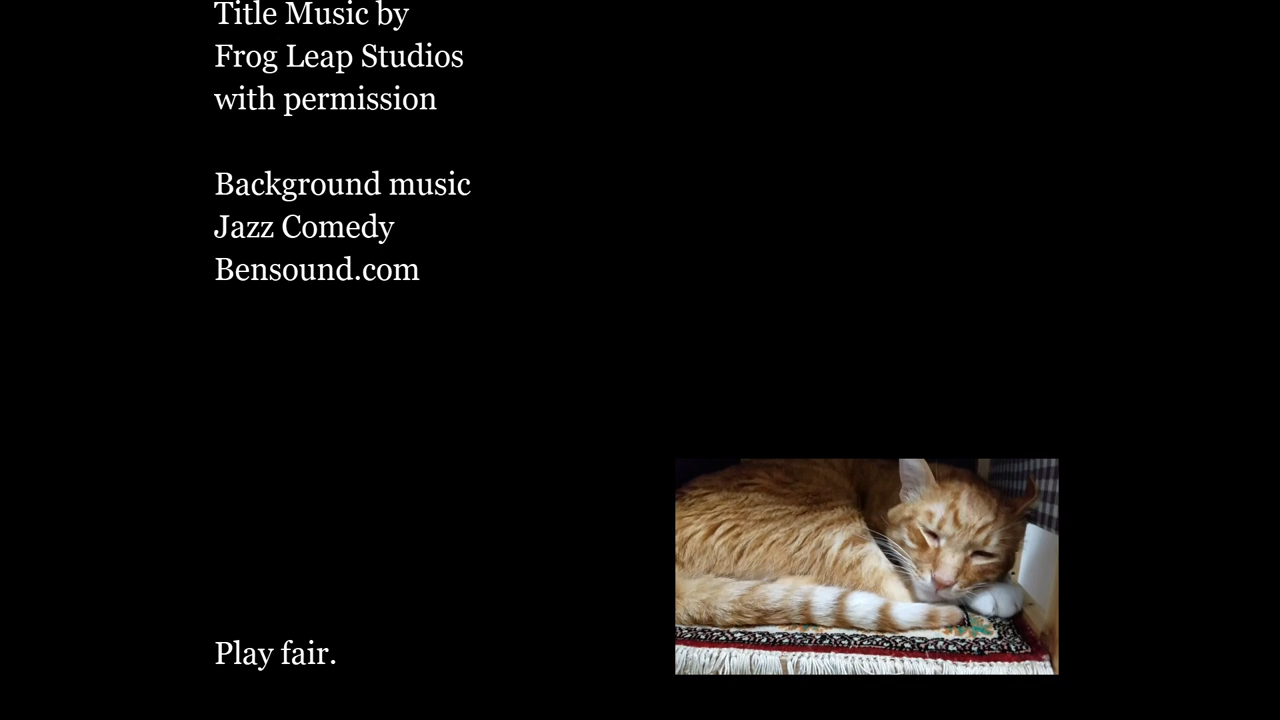 Title Music by
Frog Leap Studios
with permission
Background music
Jazz Comedy
Bensound.com
Play fair.